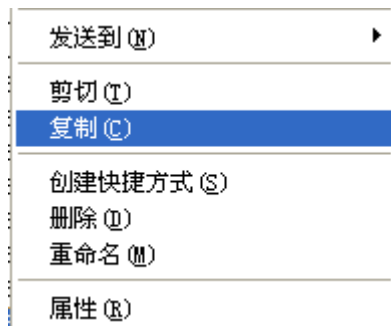 发送到(N)
剪切(T)
复制(C)
创建快捷方式(S)
删除(D)
重命名(M)
属性(R)